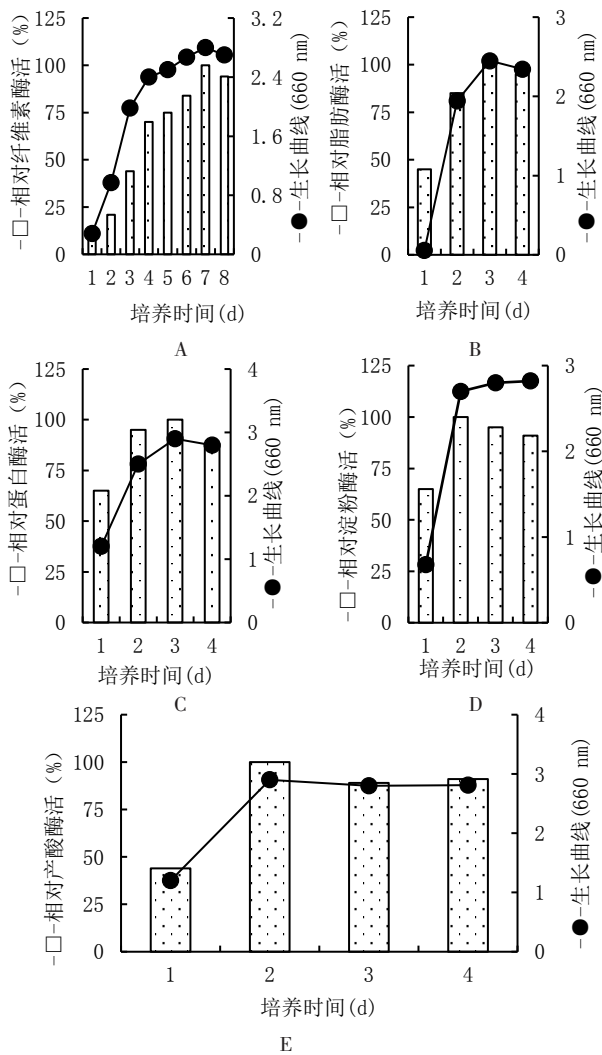 -□-相对纤维素酶活 (%)
125
100
75
50
25
0
3.2
2.4
1.6
0.8
0
-●-生长曲线(660 nm)
1 2 3 4 5 6 7 8
培养时间(d)
A
-□-相对脂肪酶活 (%)
125
100
75
50
25
0
3
2
1
0
-●-生长曲线(660 nm)
1 2 3 4
培养时间(d)
B
-□-相对蛋白酶活 (%)
125
100
75
50
25
0
4
3
2
1
0
-●-生长曲线(660 nm)
1 2 3 4
培养时间(d)
C
-□-相对淀粉酶活 (%)
125
100
75
50
25
0
3
2
1
0
-●-生长曲线(660 nm)
1 2 3 4
培养时间(d)
D
-□-相对产酸酶活 (%)
125
100
75
50
25
0
4
3
2
1
0
-●-生长曲线(660 nm)
1 2 3 4
培养时间(d)
E